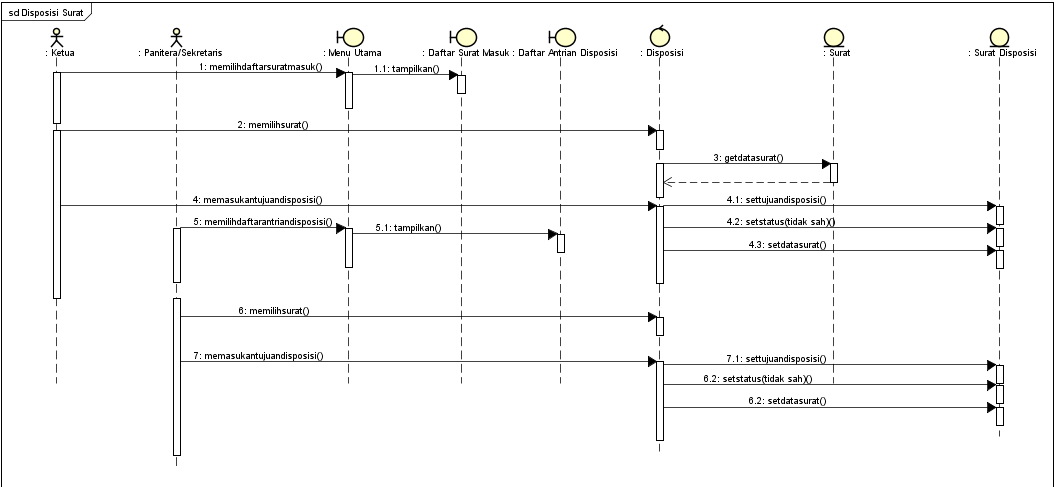 sd Disposisi Surat
: Ketua
: Panitera/Sekretaris
: Menu Utama
: Daftar Surat Masuk
: Daftar Antrian Disposisi
: Disposisi
: Surat
: Surat Disposisi
1: memilihdaftarsuratmasuk()
1.1: tampilkan()
2: memilihsurat()
3: getdatasurat()
4: memasukantujuandisposisi()
4.1: settujuandisposisi()
5: memilihdaftarantriandisposisi()
5.1: tampilkan()
4.2: setstatus(tidak sah)()
4.3: setdatasurat()
6: memilihsurat()
7: memasukantujuandisposisi()
7.1: settujuandisposisi()
6.2: setstatus(tidak sah)()
6.2: setdatasurat()